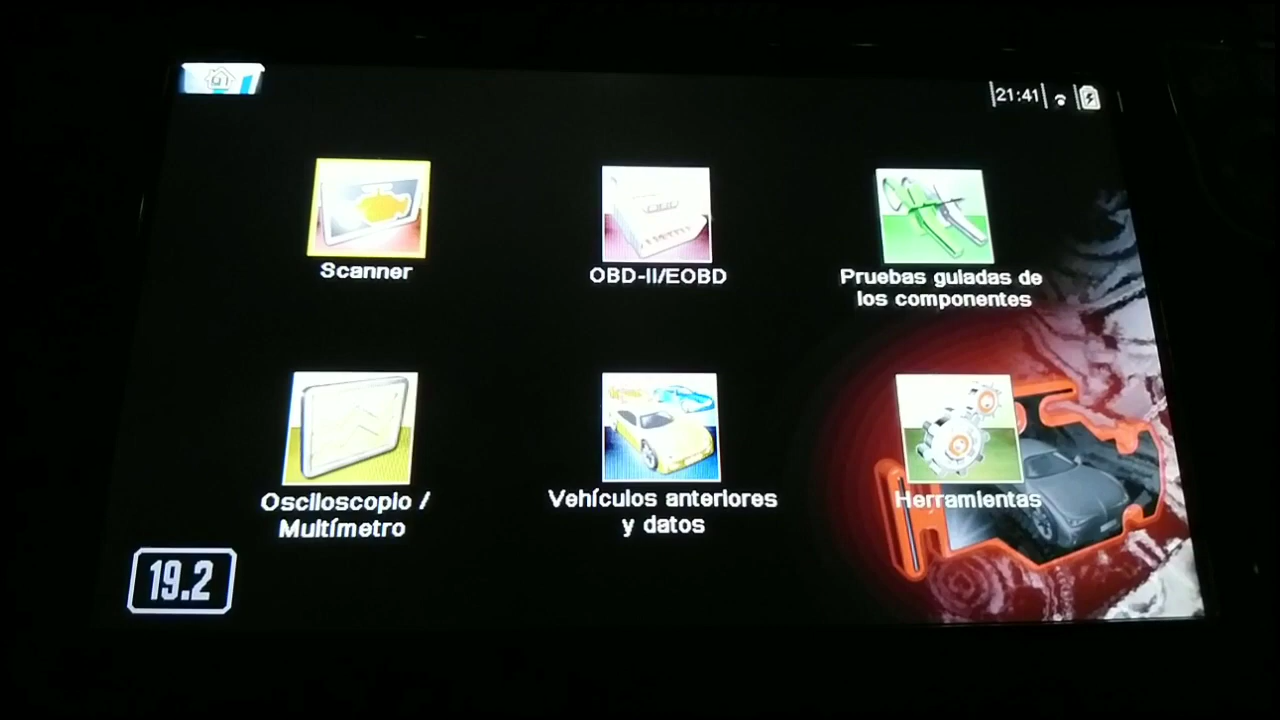 21:41
Scanner
OBD-II/EOBD
Pruebas guiadas de
los componentes
Osciloscopio /
Multímetro
Vehículos anteriores
y datos
Herramientas
19.2